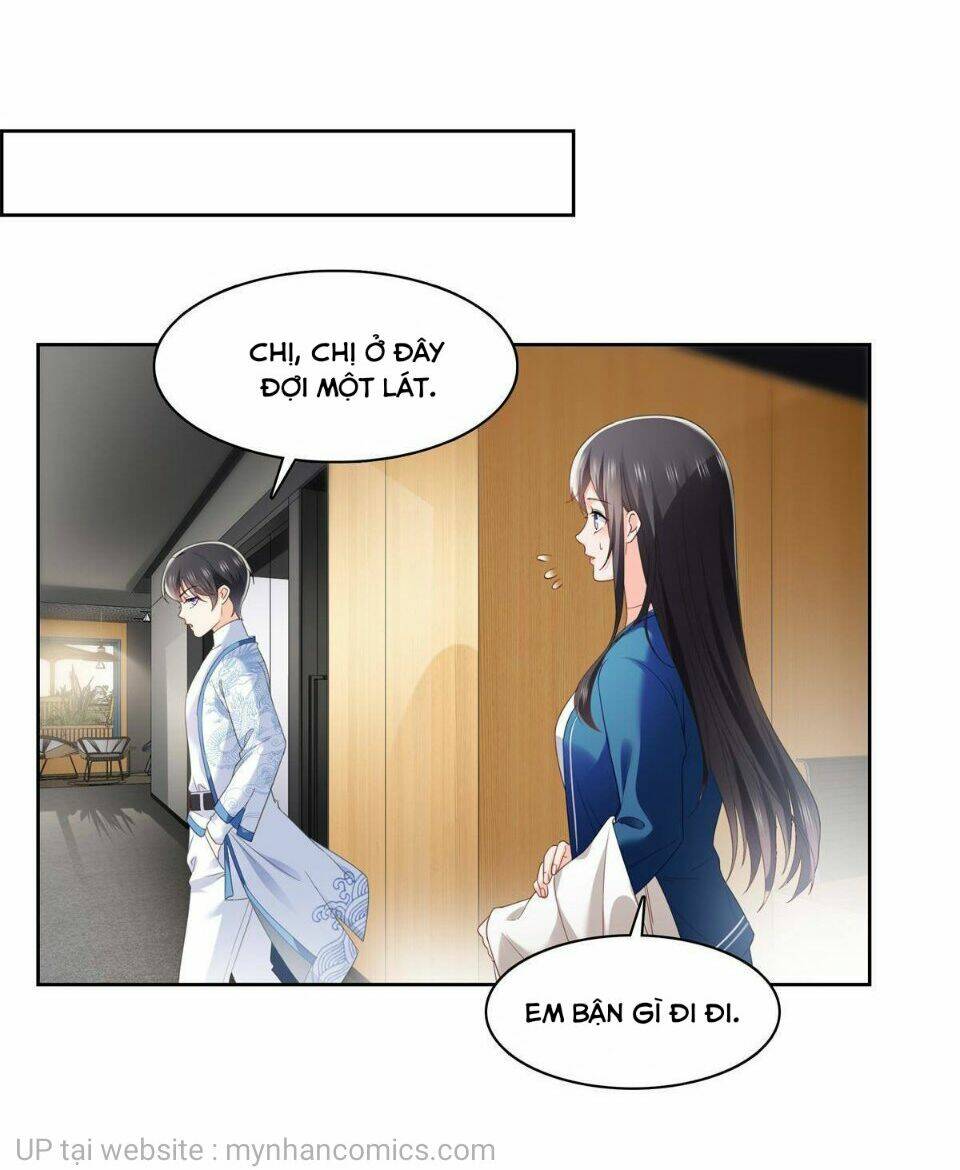 CHỊ, CHỊ Ở ĐÂY
ĐỢI MỘT LÁT.
EM BẬN GÌ ĐI ĐI.
UP tại website : mynhancomics.com